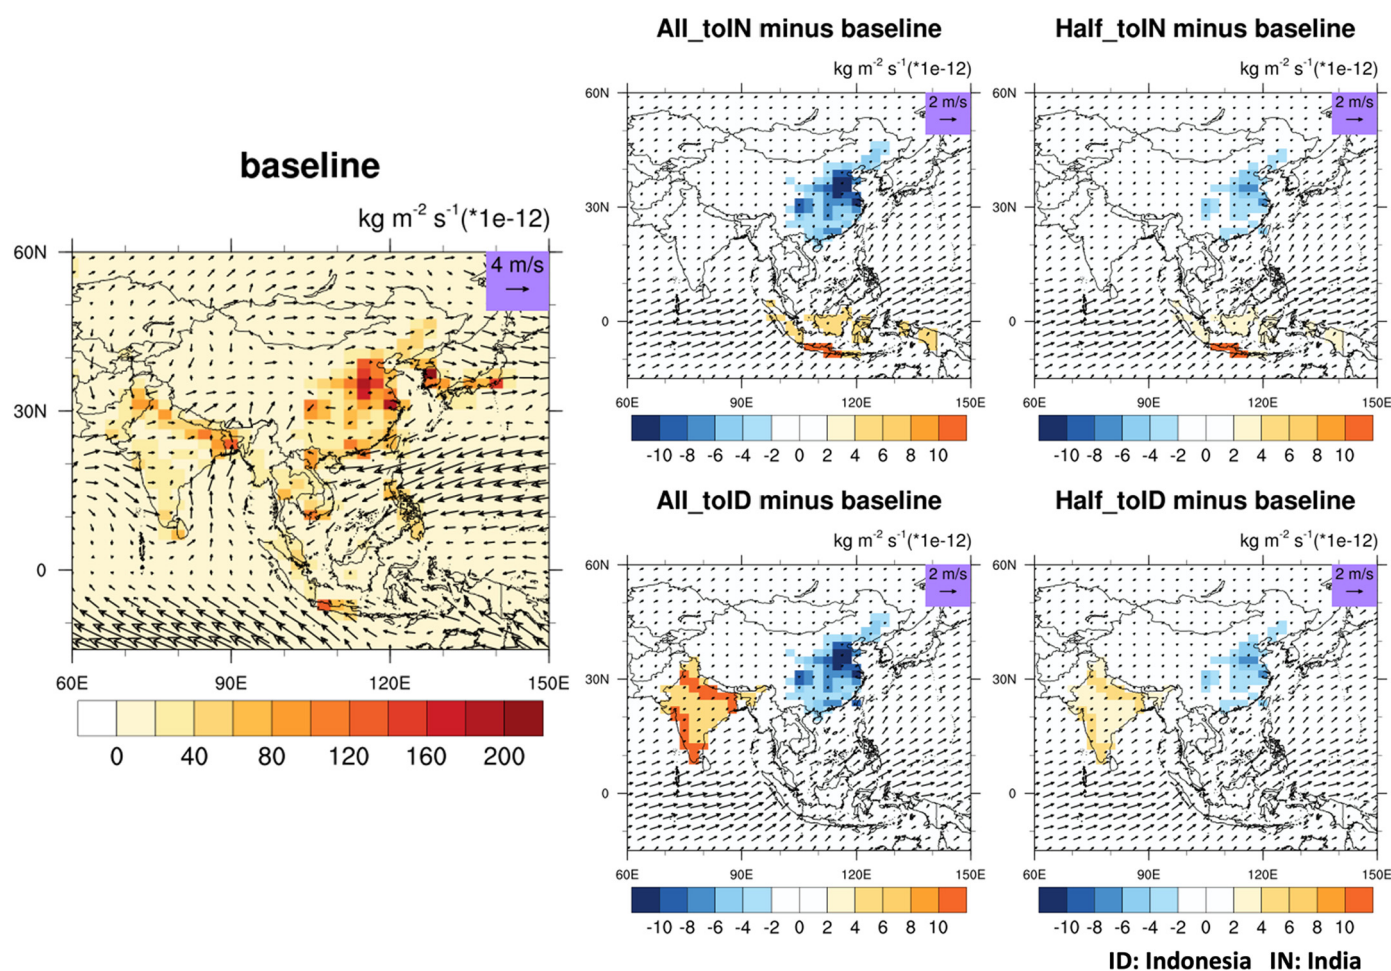 baseline
kg m-2 s-1(*1e-12)
60N
4 m/s
30N
0
60E 90E 120E 150E
0 40 80 120 160 200
All_toIN minus baseline
kg m-2 s-1(*1e-12)
60N
2 m/s
30N
0
60E 90E 120E 150E
-10 -8 -6 -4 -2 0 2 4 6 8 10
Half_toIN minus baseline
kg m-2 s-1(*1e-12)
60N
2 m/s
30N
0
60E 90E 120E 150E
-10 -8 -6 -4 -2 0 2 4 6 8 10
All_toID minus baseline
kg m-2 s-1(*1e-12)
60N
2 m/s
30N
0
60E 90E 120E 150E
-10 -8 -6 -4 -2 0 2 4 6 8 10
Half_toID minus baseline
kg m-2 s-1(*1e-12)
60N
2 m/s
30N
0
60E 90E 120E 150E
-10 -8 -6 -4 -2 0 2 4 6 8 10
ID: Indonesia IN: India